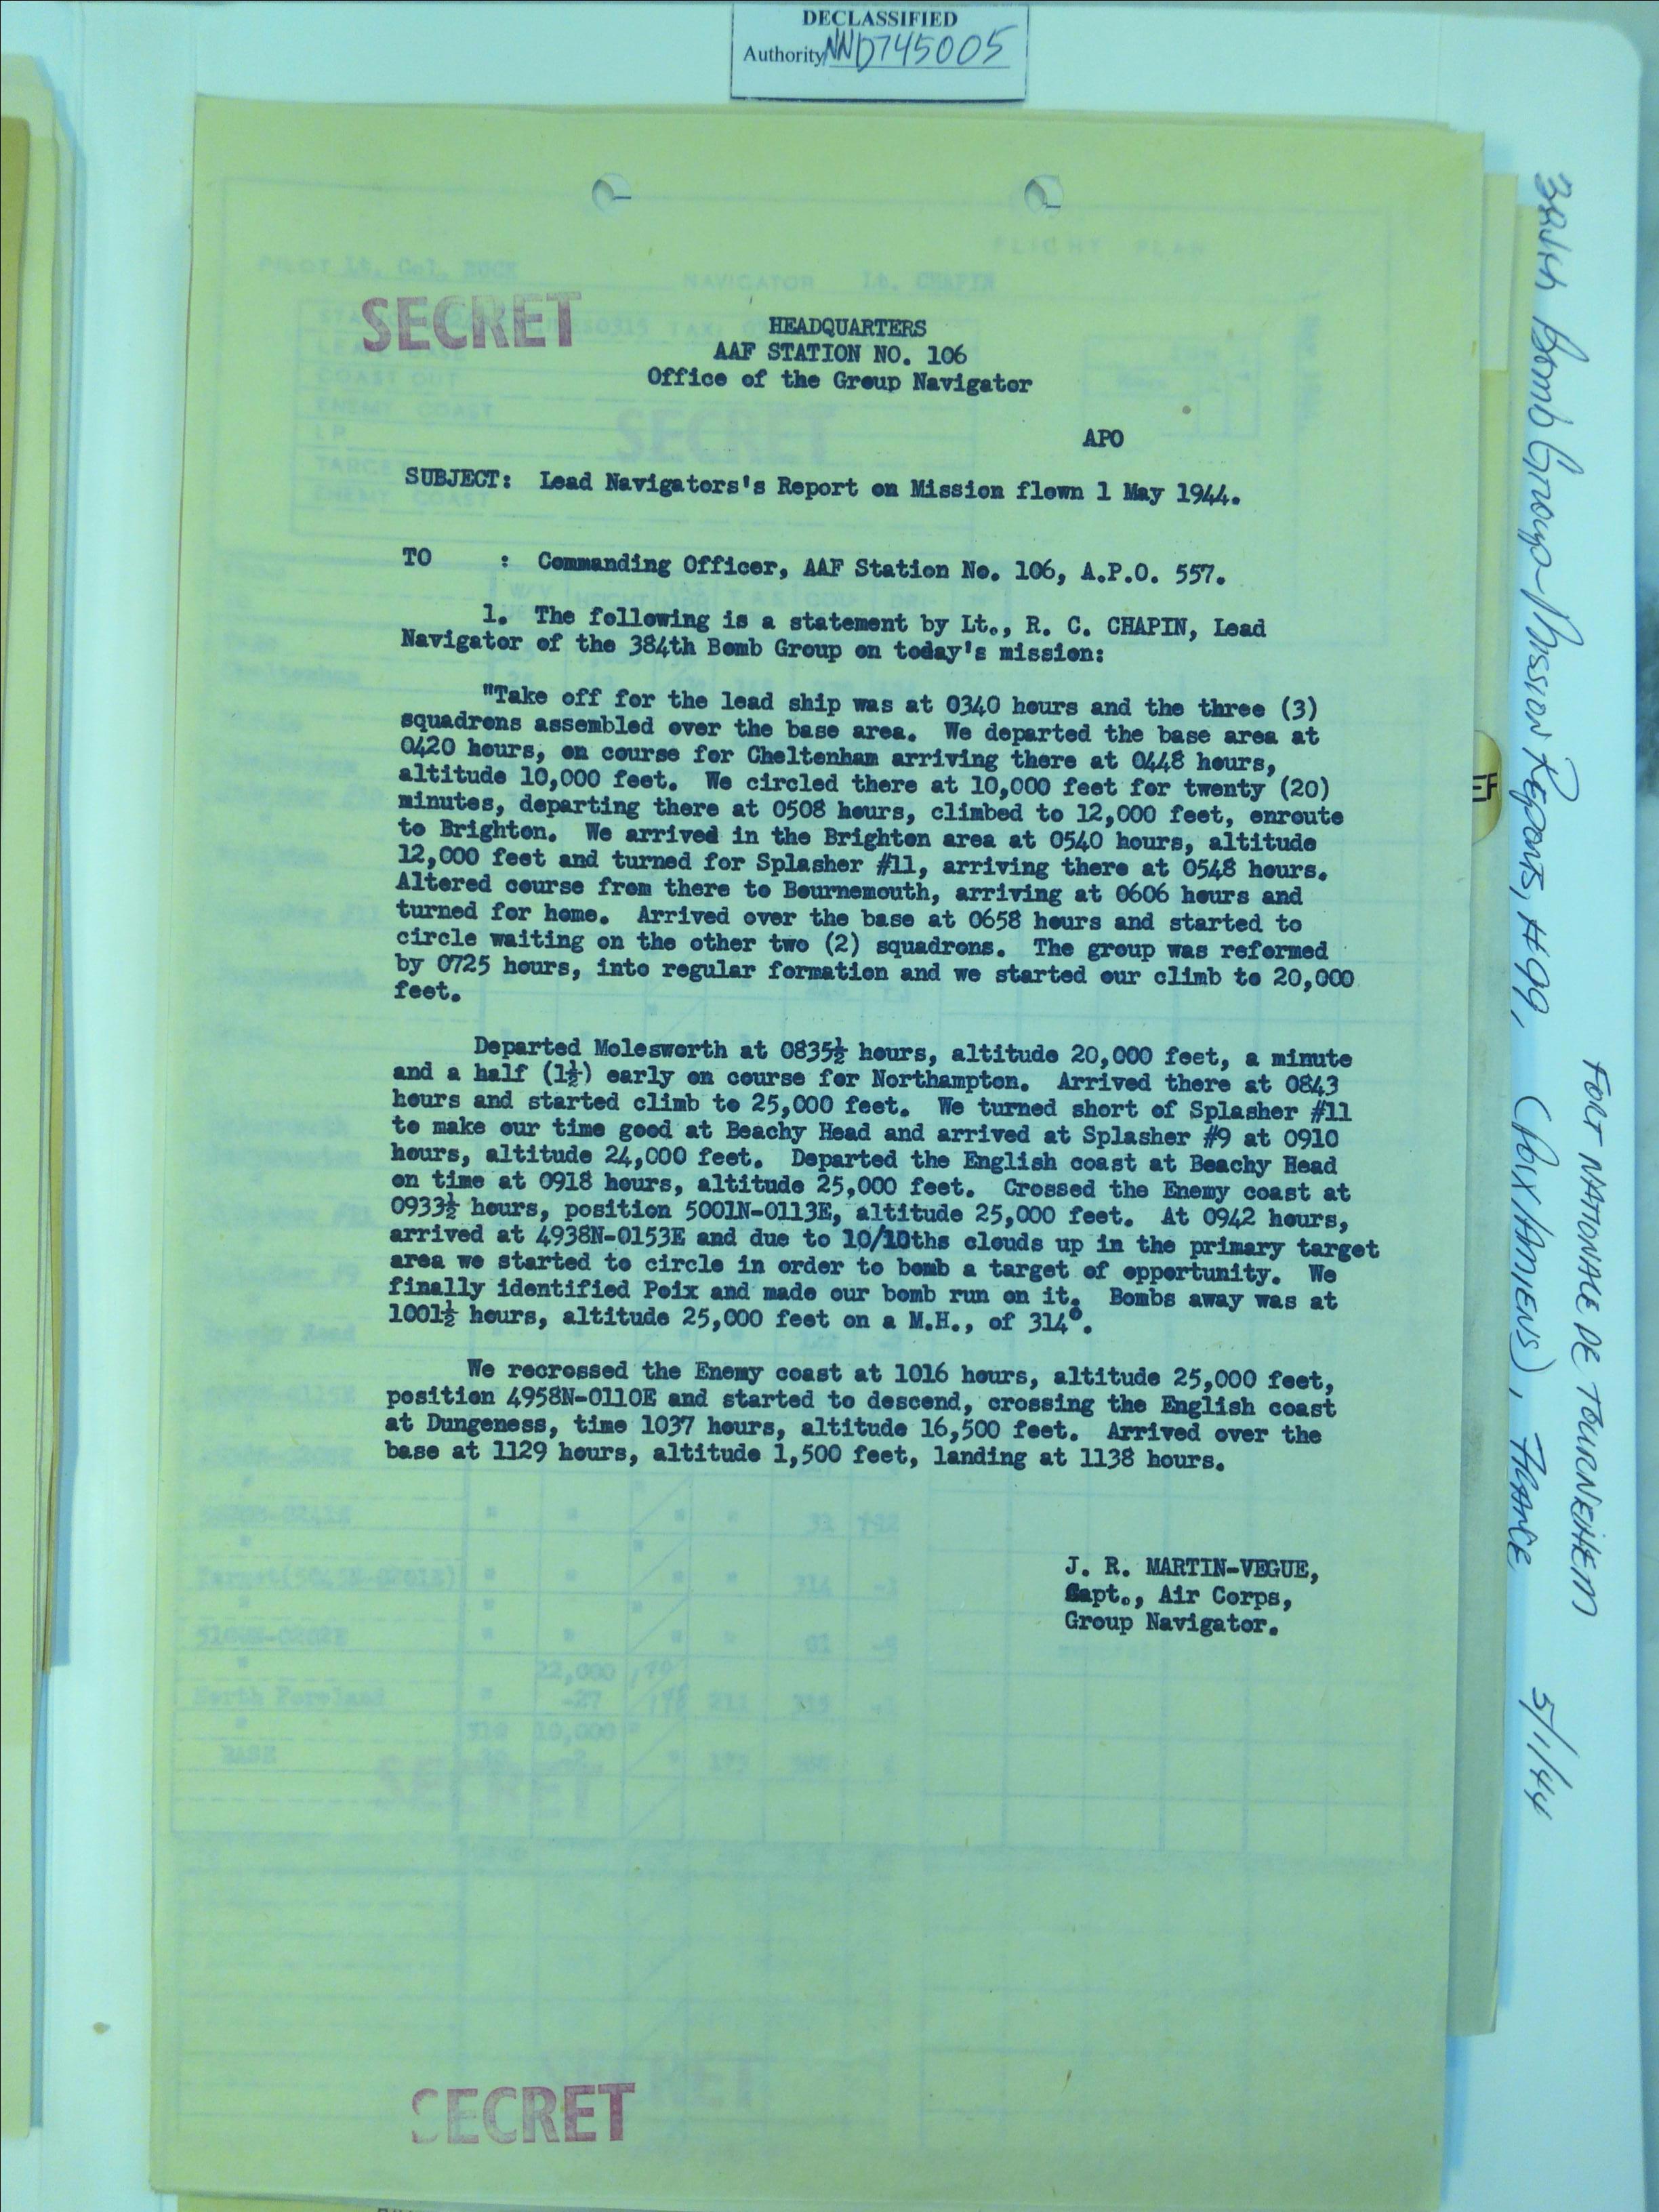 DECLASSIFIED
Authority NND745005
SECRET
HEADQUARTERS
AAF STATION NO. 106
Office of the Group Navigator
APO
SUBJECT: Lead Navigators's Report on Mission flown 1 May 1944.
TO : Commanding Officer, AAF Station No. 106, A.P.O. 557.
1. The following is a statement by Lt., R. C. CHAPIN, Lead
Navigator of the 384th Bomb Group on today's mission:
"Take off for the lead ship was at 0340 hours and the three (3)
squadrons assembled over the base area. We departed the base area at
0420 hours, on course for Cheltenham arriving there at 0448 hours,
altitude 10,000 feet. We circled there at 10,000 feet for twenty (20)
minutes, departing there at 0508 hours, climbed to 12,000 feet, enroute
to Brighton. We arrived in the Brighton area at 0540 hours, altitude
12,000 feet and turned for Splasher #11, arriving there at 0548 hours.
Altered course from there to Bournemouth, arriving at 0606 hours and
turned for home. Arrived over the base at 0658 hours and started to
circle waiting on the other two (2) squadrons. The group was reformed
by 0725 hours, into regular formation and we started our climb to 20,000
feet.
Departed Molesworth at 0835½ hours, altitude 20,000 feet, a minute
and a half (1½) early on course for Northampton. Arrived there at 0843
hours and started climb to 25,000 feet. We turned short of Splasher #11
to make our time good at Beachy Head and arrived at Splasher #9 at 0910
hours, altitude 24,000 feet. Departed the English coast at Beachy Head
on time at 0918 hours, altitude 25,000 feet. Crossed the Enemy coast at
0933½ hours, position 5001N-0113E, altitude 25,000 feet. At 0942 hours,
arrived at 4938N-0153E and due to 10/10ths clouds up in the primary target
area we started to circle in order to bomb a target of opportunity. We
finally identified Poix and made our bomb run on it. Bombs away was at
1001½ hours, altitude 25,000 feet on a M.H., of 314°.
We recrossed the Enemy coast at 1016 hours, altitude 25,000 feet,
position 4958N-0110E and started to descend, crossing the English coast
at Dungeness, time 1037 hours, altitude 16,500 feet. Arrived over the
base at 1129 hours, altitude 1,500 feet, landing at 1138 hours.
J. R. MARTIN-VEGUE,
Capt., Air Corps,
Group Navigator.
SECRET
384th Bomb Group-Mission Reports, #99, (POIX/AMIENS), FRANCE 5/1/44
FORT NATIONALE DE TOURNEHEM